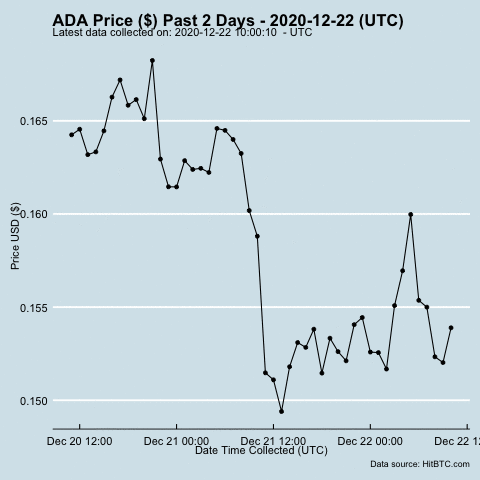 ADA Price ($) Past 2 Days - 2020-12-22 (UTC)
Latest data collected on: 2020-12-22 10:00:10 - UTC
0.165
0.160
0.155
0.150
Price USD ($)
Dec 20 12:00 Dec 21 00:00 Dec 21 12:00 Dec 22 00:00 Dec 22 12
Date Time Collected (UTC)
Data source: HitBTC.com